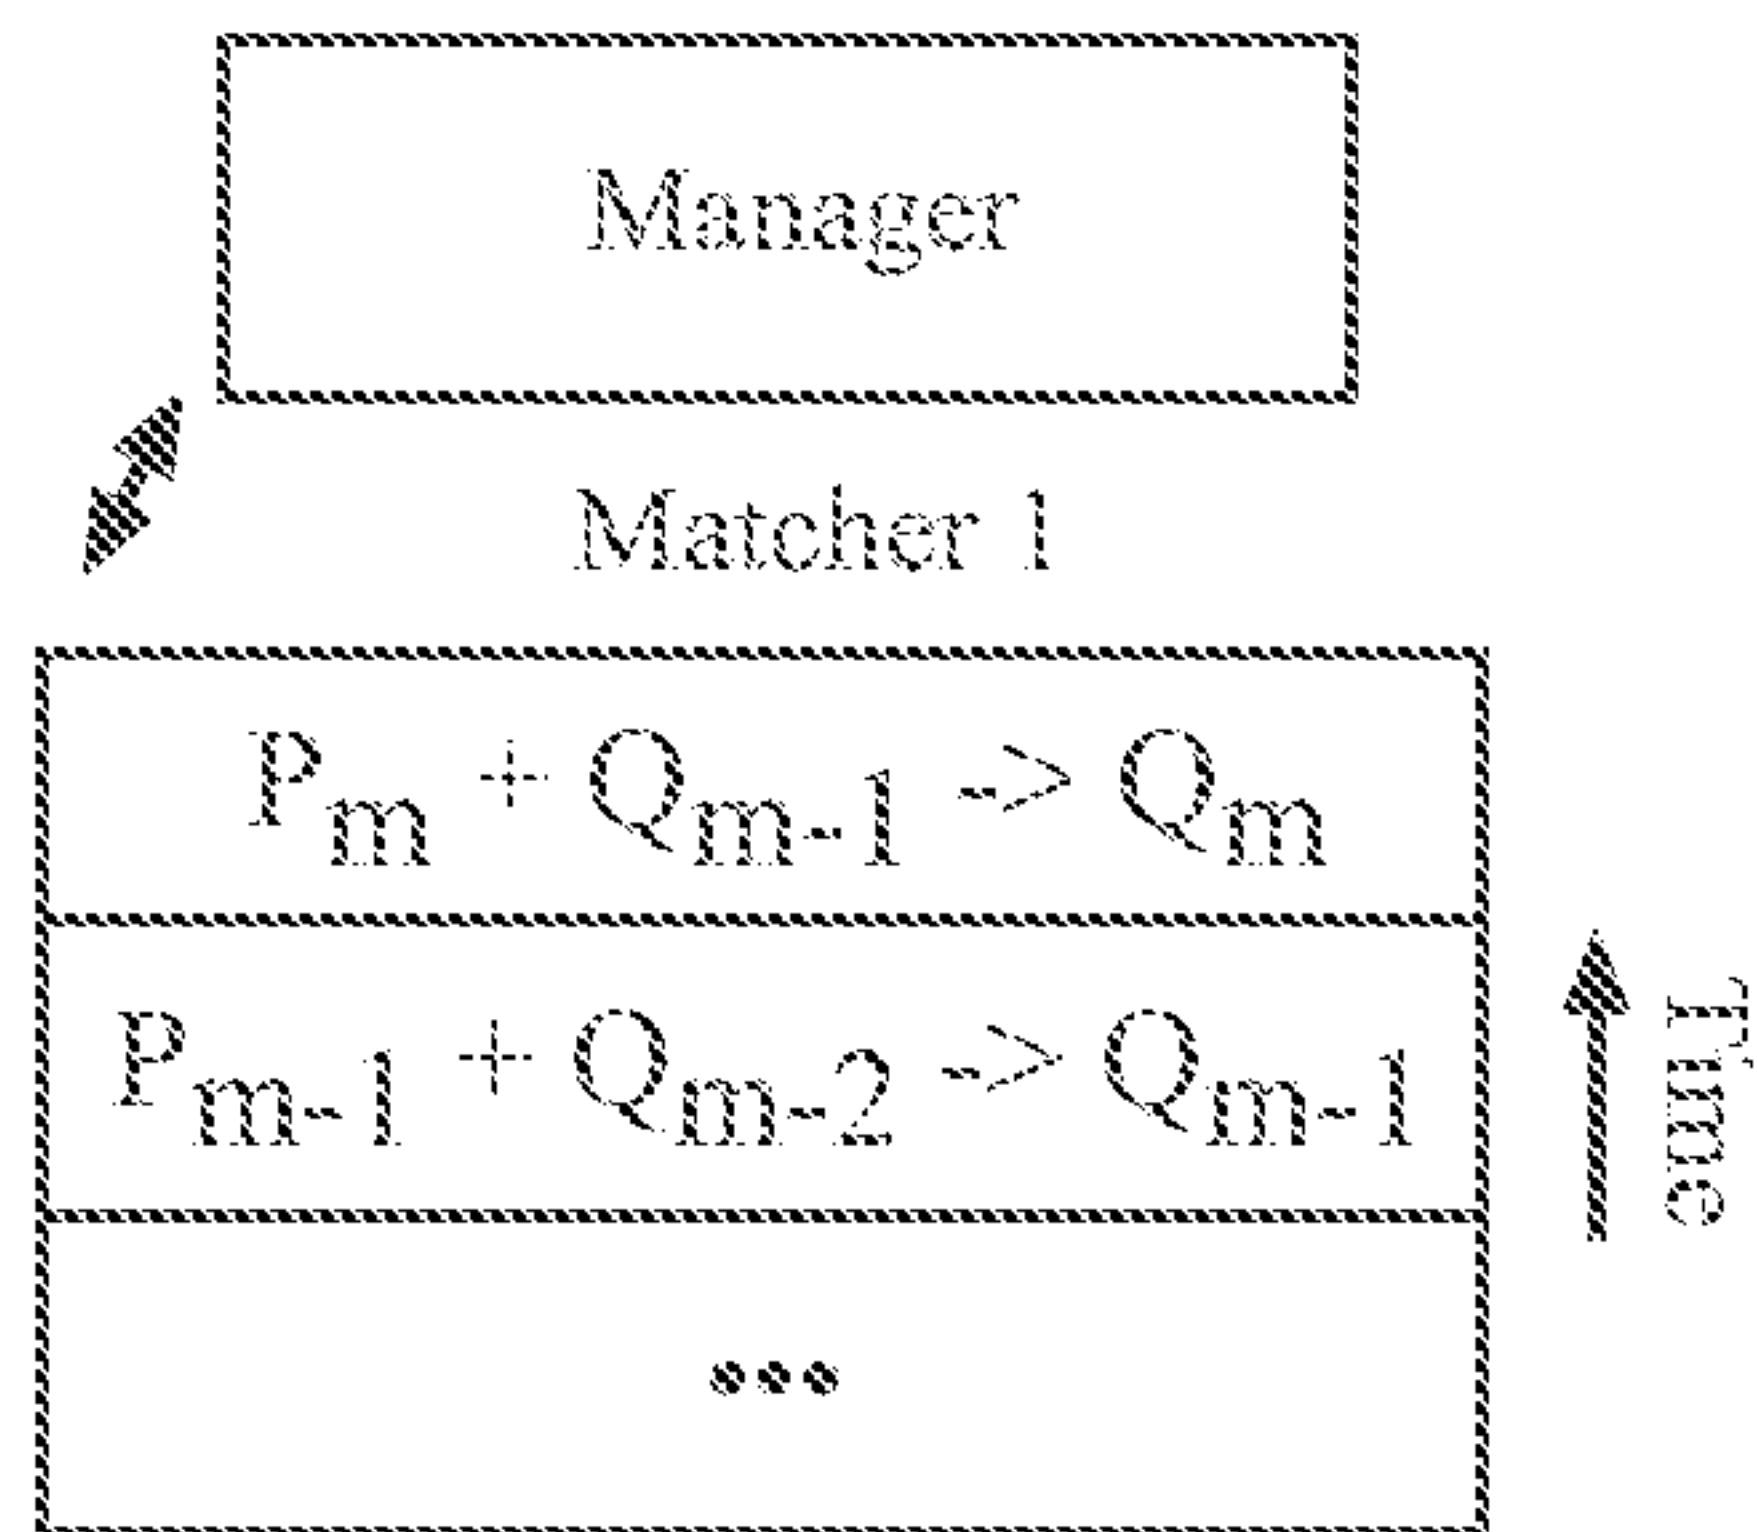 Manager
Matcher 1
Pm + Qm-1 -> Qm
Pm-1 + Qm-2 -> Qm-1
Time
•••